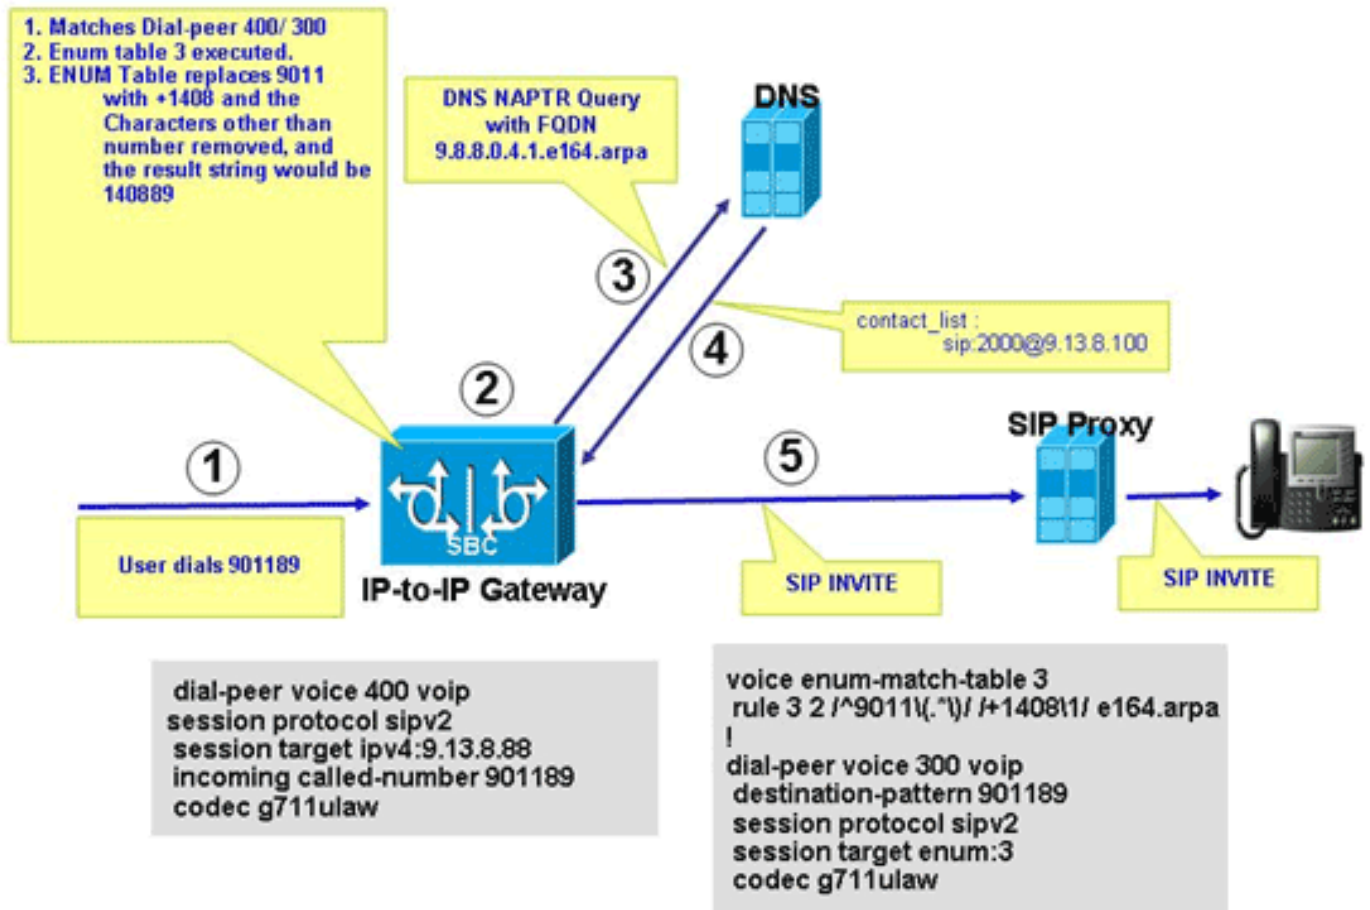 1. Matches Dial-peer 400/ 300
2. Enum table 3 executed.
3. ENUM Table replaces 9011
with +1408 and the
Characters other than
number removed, and
the result string would be
140889
DNS NAPTR Query
with FQDN
9.8.8.0.4.1.e164.arpa
DNS
3
4
contact_list :
sip:2000@9.13.8.100
2
1
5
SIP Proxy
User dials 901189
SBC
IP-to-IP Gateway
SIP INVITE
SIP INVITE
dial-peer voice 400 voip
session protocol sipv2
session target ipv4:9.13.8.88
incoming called-number 901189
codec g711ulaw
voice enum-match-table 3
rule 3 2 /^9011\(.*\)/ /+1408\1/ e164.arpa
!
dial-peer voice 300 voip
destination-pattern 901189
session protocol sipv2
session target enum:3
codec g711ulaw